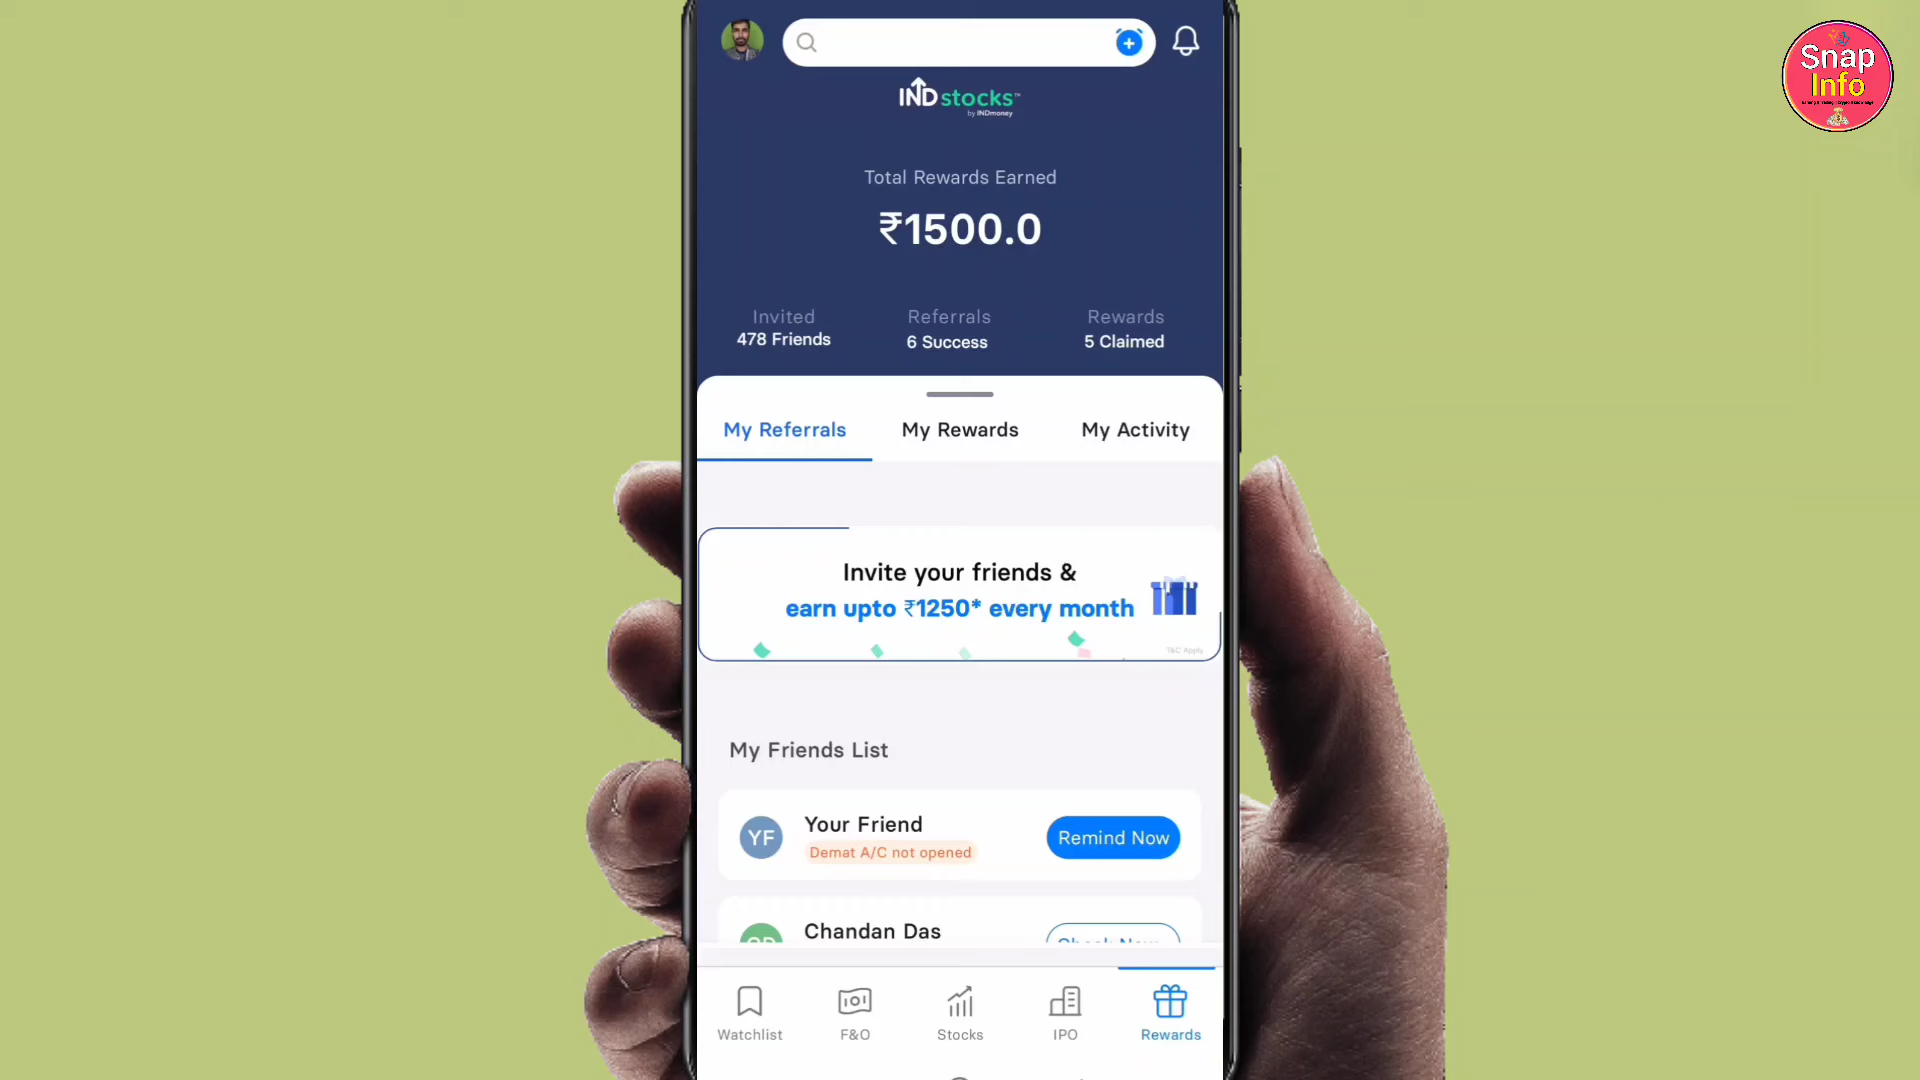 Snap
Info
INDstocks™
by INDmoney
Total Rewards Earned
₹1500.0
Invited
478 Friends
Referrals
6 Success
Rewards
5 Claimed
My Referrals
My Rewards
My Activity
Invite your friends &
earn upto ₹1250* every month
T&C Apply
My Friends List
YF
Your Friend
Demat A/C not opened
Remind Now
Chandan Das
Watchlist
F&O
Stocks
IPO
Rewards